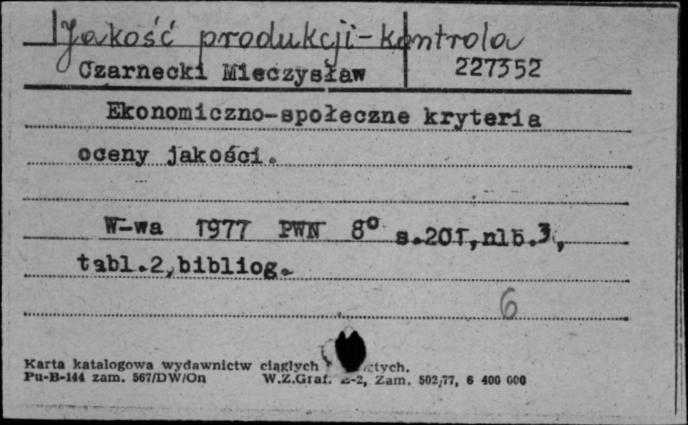 Jakość produkcji-kontrola
Czarnecki Mieczysław 227352
Ekonomiczno-społeczne kryteria
oceny jakości.
W-wa 1977 PWN 8° s.201,nlb.3,
tabl.2,bibliog.
6
Karta katalogowa wydawnictw ciągłych
Pu-B-144 zam. 567/DW/On W.Z.Graf. Z-2, Zam. 502/77, 6 400 000